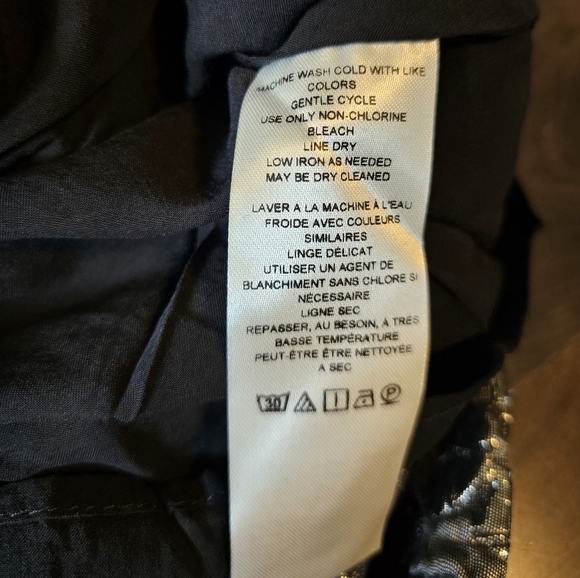 MACHINE WASH COLD WITH LIKE
COLORS
GENTLE CYCLE
USE ONLY NON-CHLORINE
BLEACH
LINE DRY
LOW IRON AS NEEDED
MAY BE DRY CLEANED
LAVER A LA MACHINE À L'EAU
FROIDE AVEC COULEURS
SIMILAIRES
LINGE DÉLICAT
UTILISER UN AGENT DE
BLANCHIMENT SANS CHLORE SI
NÉCESSAIRE
LIGNE SEC
REPASSER, AU BESOIN, A TRÈS
BASSE TEMPÉRATURE
PEUT-ÊTRE ÊTRE NETTOYÉE
A SEC
30 P